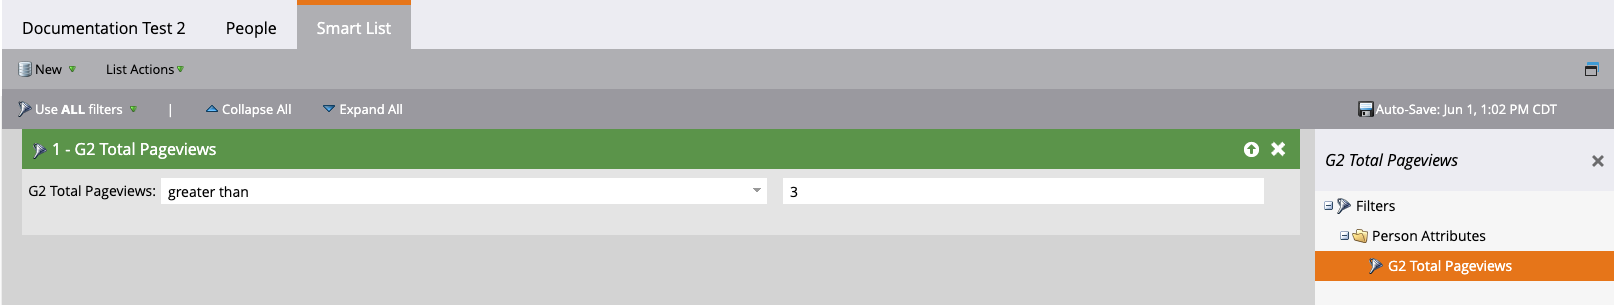 Documentation Test 2 People Smart List
New List Actions
Use ALL filters | Collapse All Expand All Auto-Save: Jun 1, 1:02 PM CDT
1 - G2 Total Pageviews
G2 Total Pageviews: greater than 3
G2 Total Pageviews
Filters
Person Attributes
G2 Total Pageviews